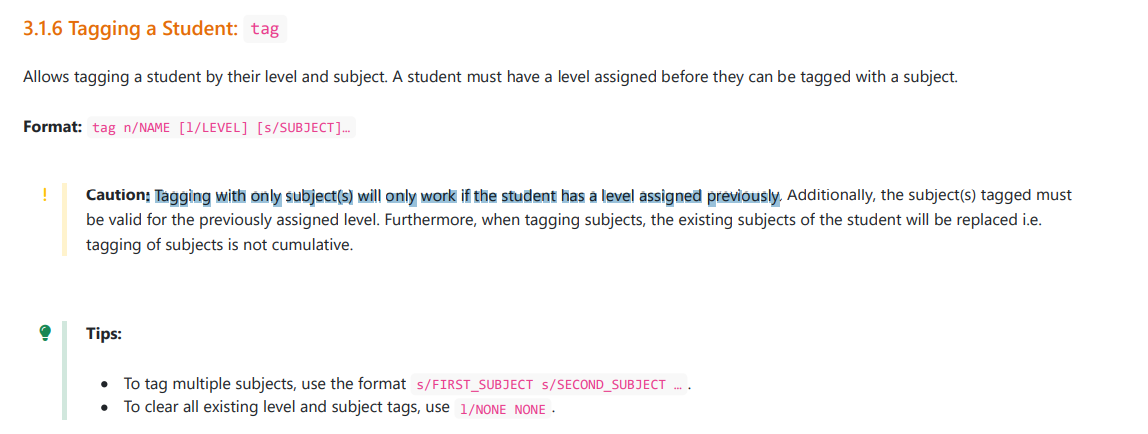 3.1.6 Tagging a Student: tag
Allows tagging a student by their level and subject. A student must have a level assigned before they can be tagged with a subject.
Format: tag n/NAME [l/LEVEL] [s/SUBJECT]…
! Caution: Tagging with only subject(s) will only work if the student has a level assigned previously. Additionally, the subject(s) tagged must
be valid for the previously assigned level. Furthermore, when tagging subjects, the existing subjects of the student will be replaced i.e.
tagging of subjects is not cumulative.
Tips:
• To tag multiple subjects, use the format s/FIRST_SUBJECT s/SECOND_SUBJECT … .
• To clear all existing level and subject tags, use l/NONE NONE .